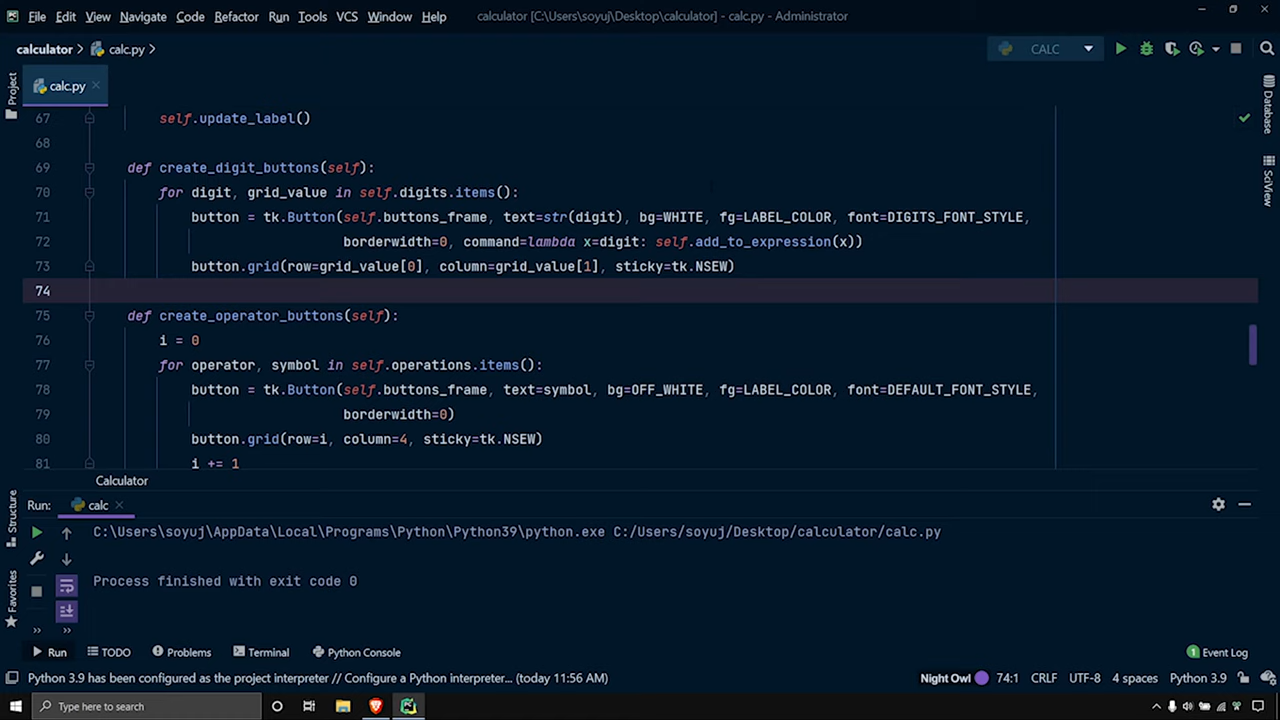 File Edit View Navigate Code Refactor Run Tools VCS Window Help calculator [C:\Users\soyuj\Desktop\calculator] - calc.py - Administrator
calculator calc.py CALC
Project
calc.py
Database
SciView
67 self.update_label()
68
69 def create_digit_buttons(self):
70 for digit, grid_value in self.digits.items():
71 button = tk.Button(self.buttons_frame, text=str(digit), bg=WHITE, fg=LABEL_COLOR, font=DIGITS_FONT_STYLE,
72 borderwidth=0, command=lambda x=digit: self.add_to_expression(x))
73 button.grid(row=grid_value[0], column=grid_value[1], sticky=tk.NSEW)
74
75 def create_operator_buttons(self):
76 i = 0
77 for operator, symbol in self.operations.items():
78 button = tk.Button(self.buttons_frame, text=symbol, bg=OFF_WHITE, fg=LABEL_COLOR, font=DEFAULT_FONT_STYLE,
79 borderwidth=0)
80 button.grid(row=i, column=4, sticky=tk.NSEW)
81 i += 1
Calculator
Structure
Favorites
Run: calc
C:\Users\soyuj\AppData\Local\Programs\Python\Python39\python.exe C:/Users/soyuj/Desktop/calculator/calc.py
Process finished with exit code 0
Run TODO Problems Terminal Python Console 1 Event Log
Python 3.9 has been configured as the project interpreter // Configure a Python interpreter... (today 11:56 AM) Night Owl 74:1 CRLF UTF-8 4 spaces Python 3.9
Type here to search